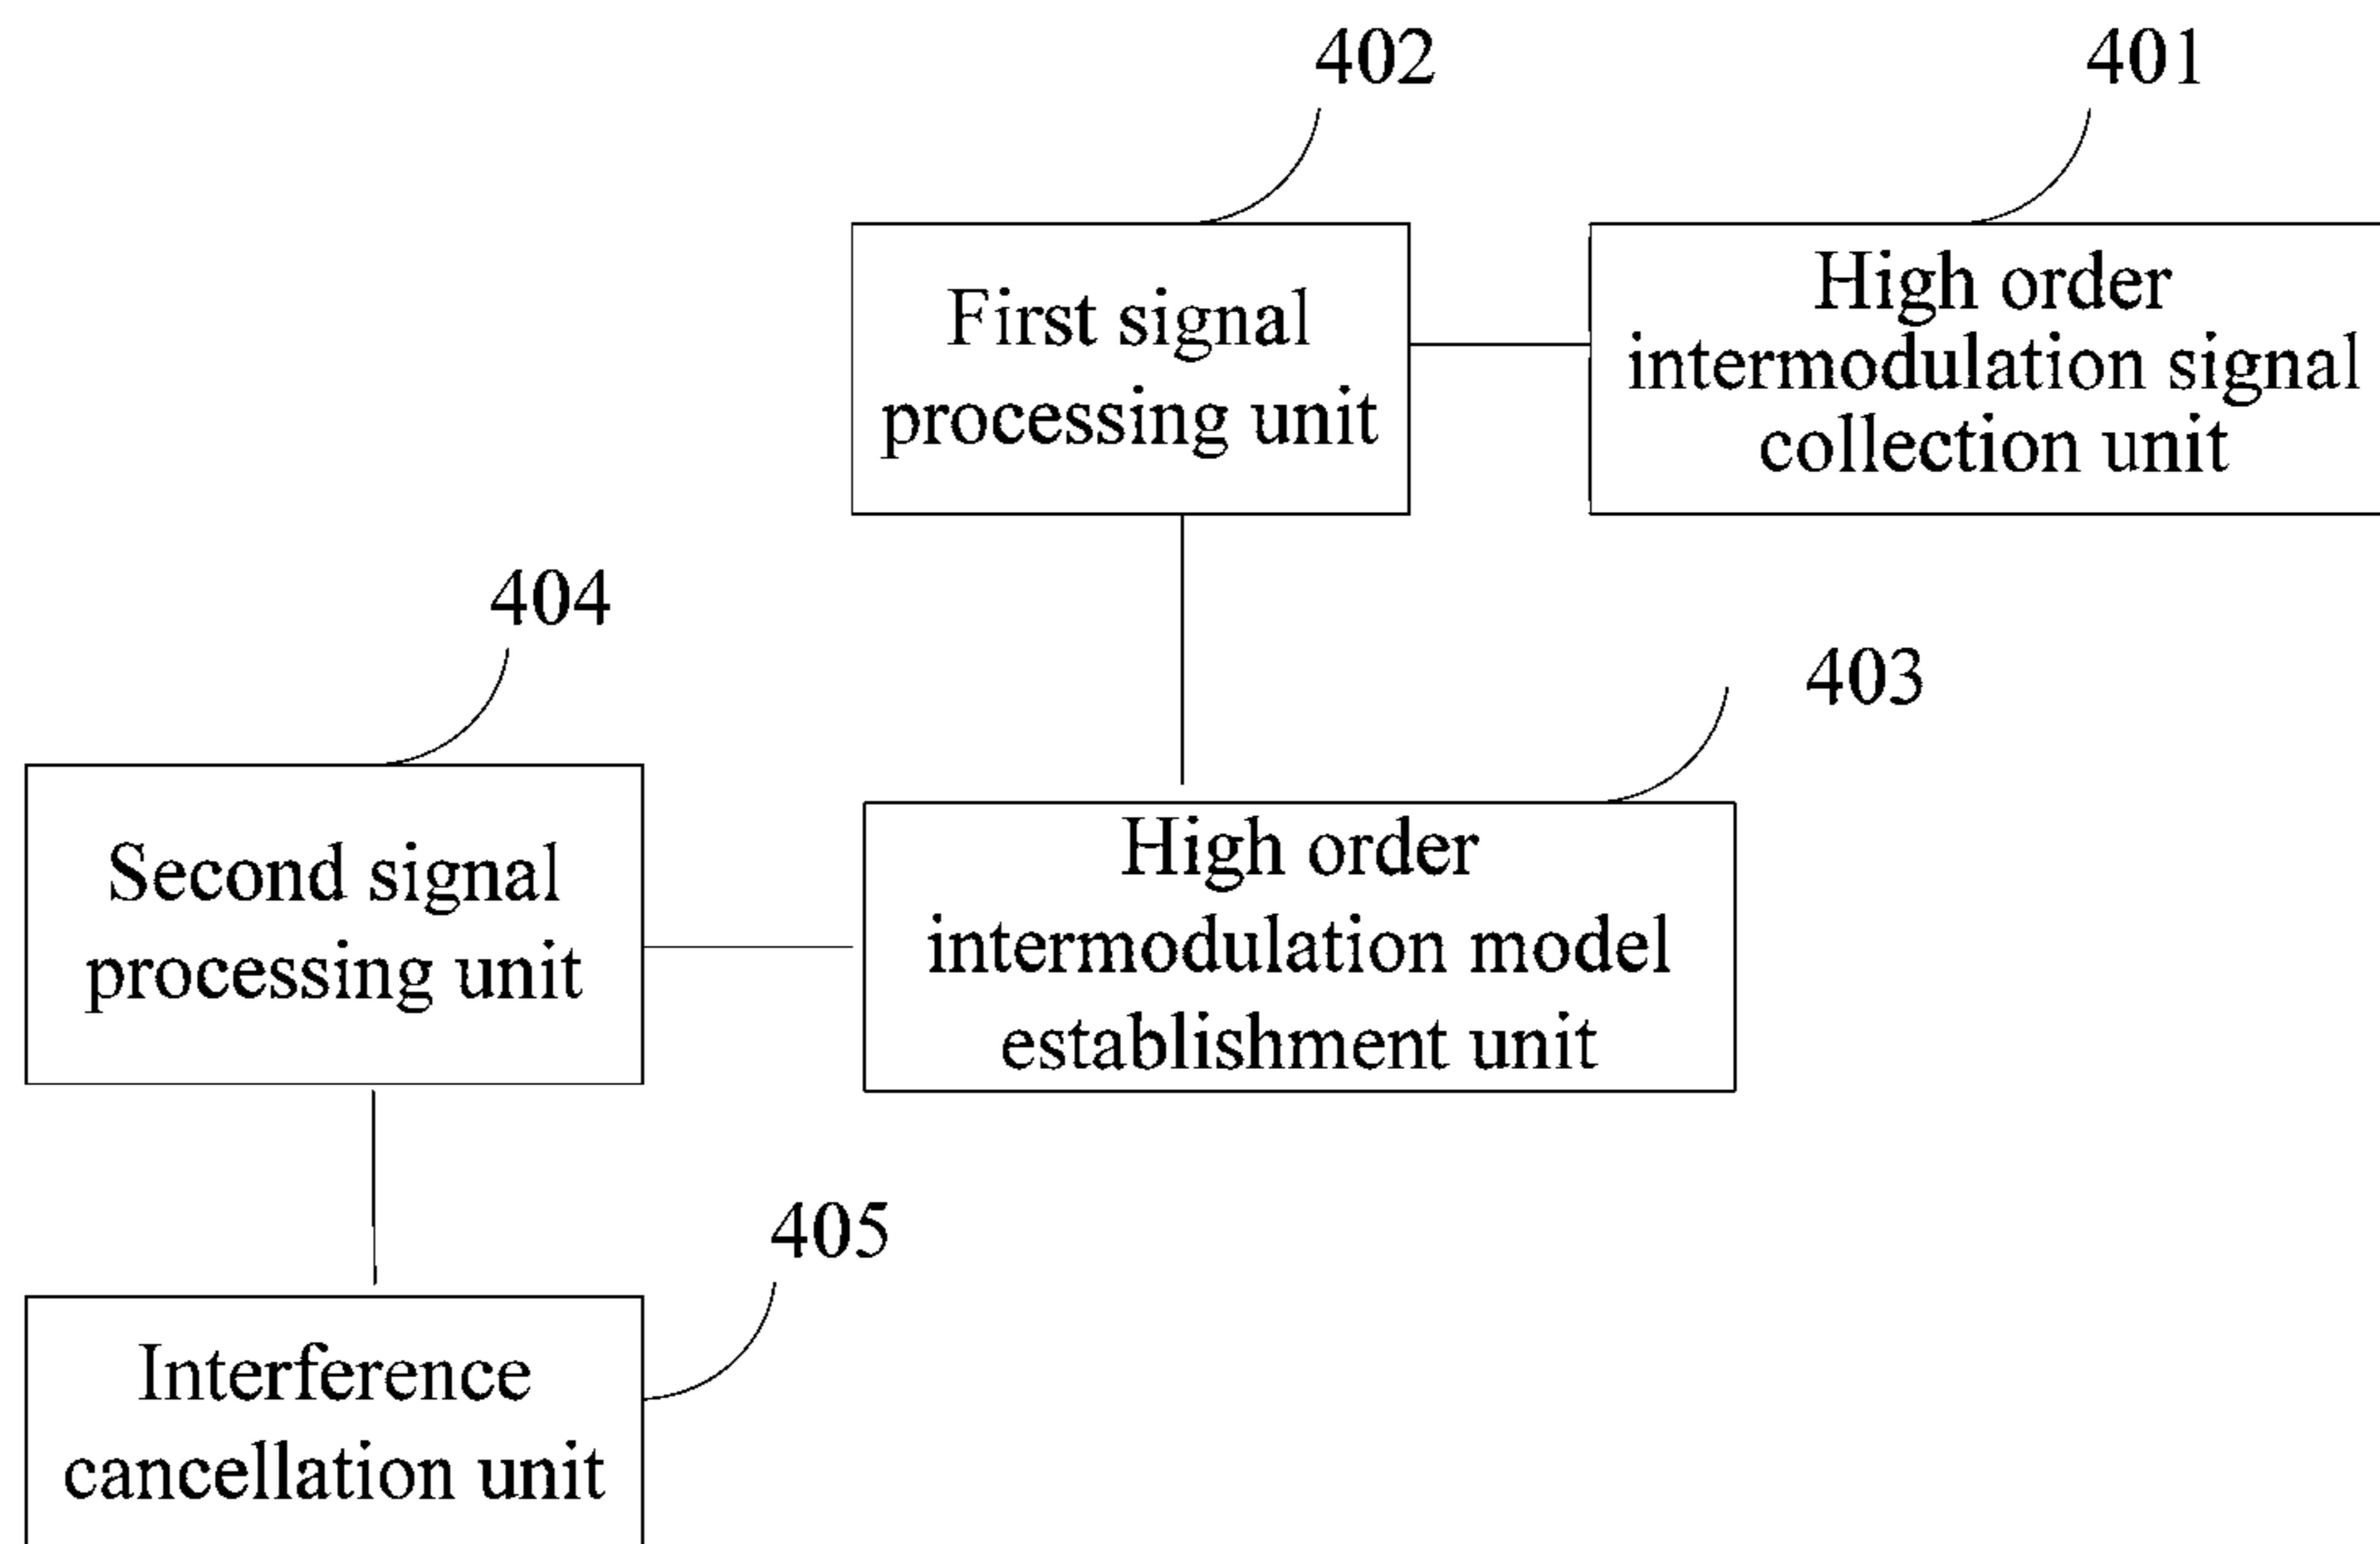 402
401
First signal
processing unit
High order
intermodulation signal
collection unit
404
403
Second signal
processing unit
High order
intermodulation model
establishment unit
405
Interference
cancellation unit